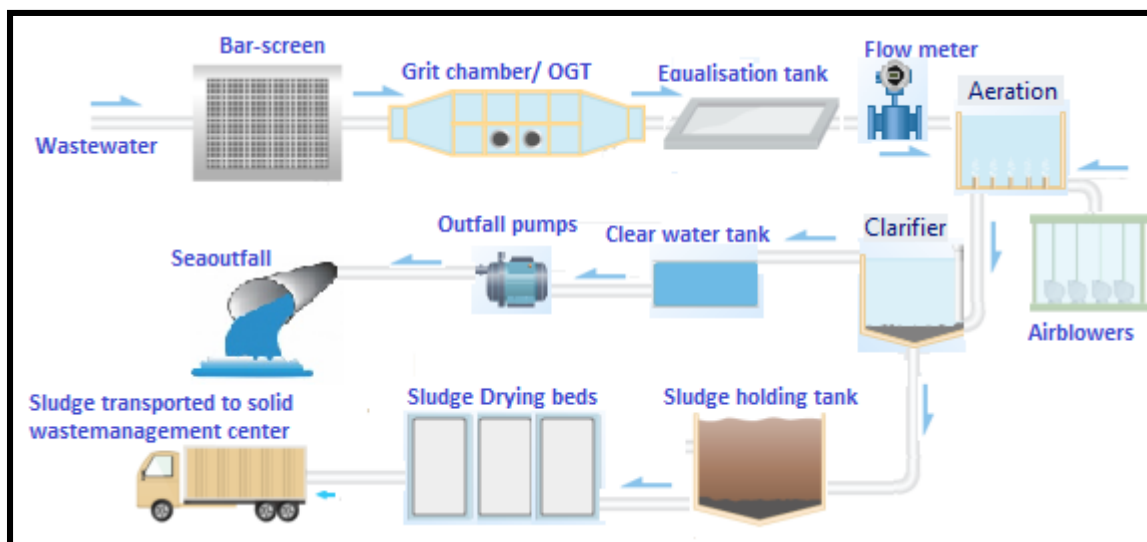 Bar-screen
Grit chamber/ OGT
Equalisation tank
Flow meter
Aeration
Wastewater
Outfall pumps
Clear water tank
Clarifier
Seaoutfall
Airblowers
Sludge transported to solid
wastemanagement center
Sludge Drying beds
Sludge holding tank